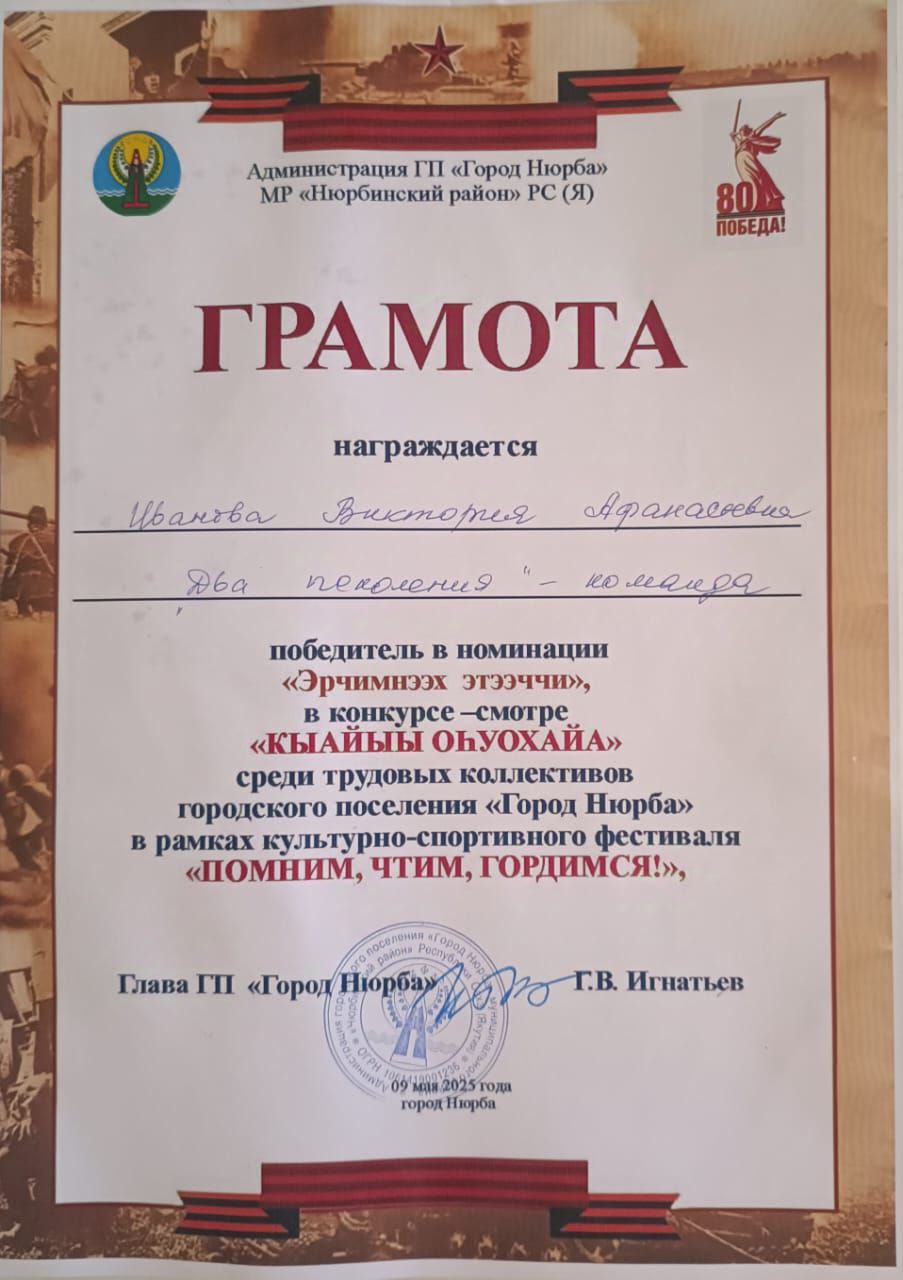 Администрация ГП «Город Нюрба»
МР «Нюрбинский район» РС (Я)
80
ПОБЕДА!
ГРАМОТА
награждается
Иванова Виктория Афанасьевна
"Два поколения" – команда
победитель в номинации
«Эрчимнээх этээччи»,
в конкурсе –смотре
«КЫАЙЫЫ ОҺУОХАЙА»
среди трудовых коллективов
городского поселения «Город Нюрба»
в рамках культурно-спортивного фестиваля
«ПОМНИМ, ЧТИМ, ГОРДИМСЯ!»,
Глава ГП «Город Нюрба» Г.В. Игнатьев
09 мая 2025 года
город Нюрба